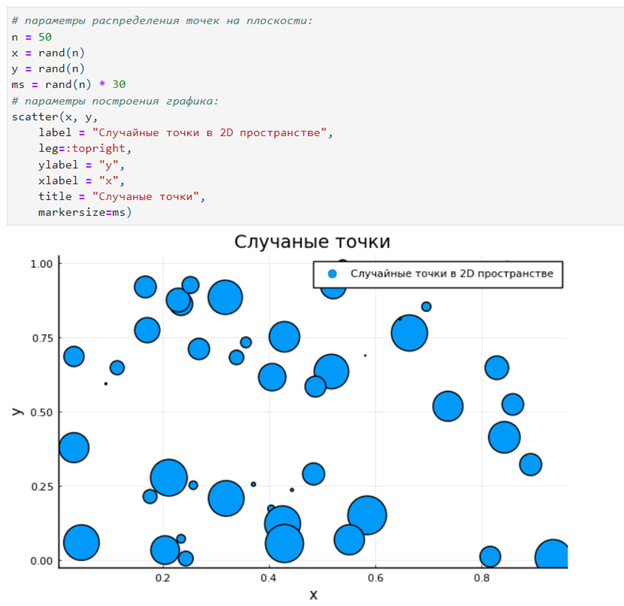 # параметры распределения точек на плоскости:
n = 50
x = rand(n)
y = rand(n)
ms = rand(n) * 30
# параметры построения графика:
scatter(x, y,
label = "Случайные точки в 2D пространстве",
leg=:topright,
ylabel = "y",
xlabel = "x",
title = "Случаные точки",
markersize=ms)
Случаные точки
Случайные точки в 2D пространстве
1.00
0.75
y
0.50
0.25
0.00
0.2 0.4 0.6 0.8
x